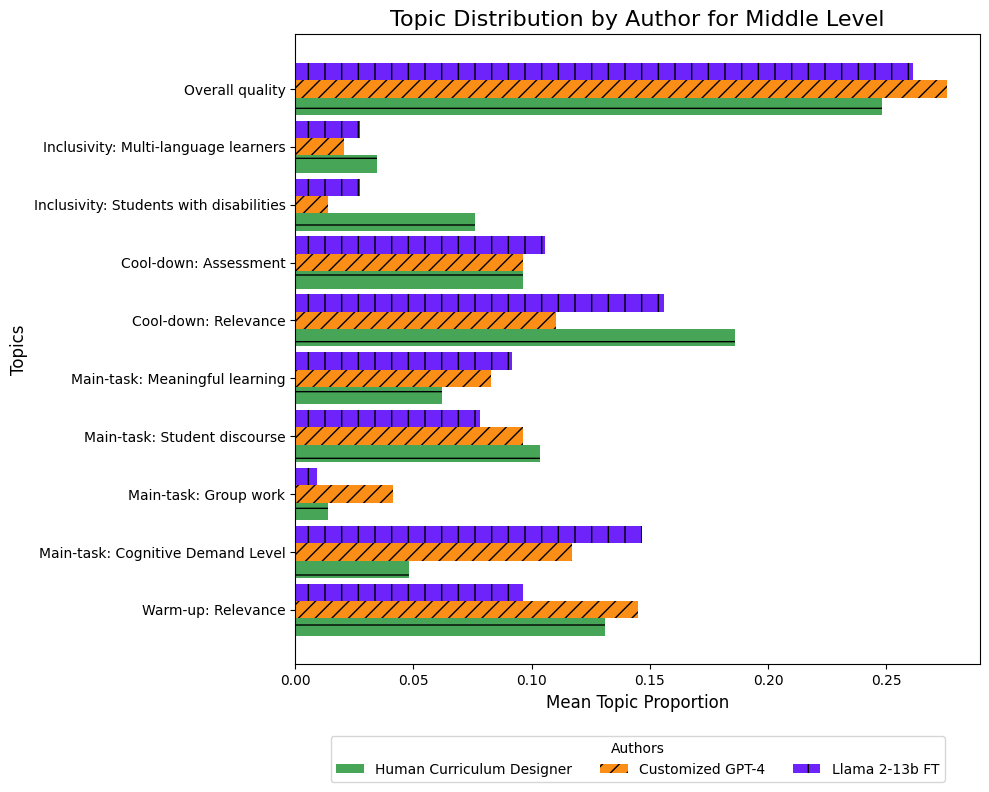 Topic Distribution by Author for Middle Level
Overall quality
Inclusivity: Multi-language learners
Inclusivity: Students with disabilities
Cool-down: Assessment
Cool-down: Relevance
Main-task: Meaningful learning
Main-task: Student discourse
Main-task: Group work
Main-task: Cognitive Demand Level
Warm-up: Relevance
Topics
0.00 0.05 0.10 0.15 0.20 0.25
Mean Topic Proportion
Authors
Human Curriculum Designer Customized GPT-4 Llama 2-13b FT